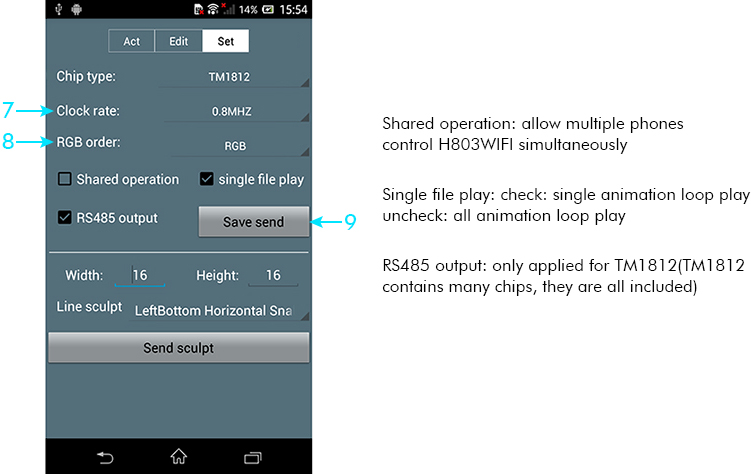 14% 15:54
Act Edit Set
Chip type: TM1812
7 Clock rate: 0.8MHZ
8 RGB order: RGB
Shared operation single file play
RS485 output Save send 9
Width: 16 Height: 16
Line sculpt LeftBottom Horizontal Sna
Send sculpt
Shared operation: allow multiple phones
control H803WIFI simultaneously
Single file play: check: single animation loop play
uncheck: all animation loop play
RS485 output: only applied for TM1812(TM1812
contains many chips, they are all included)